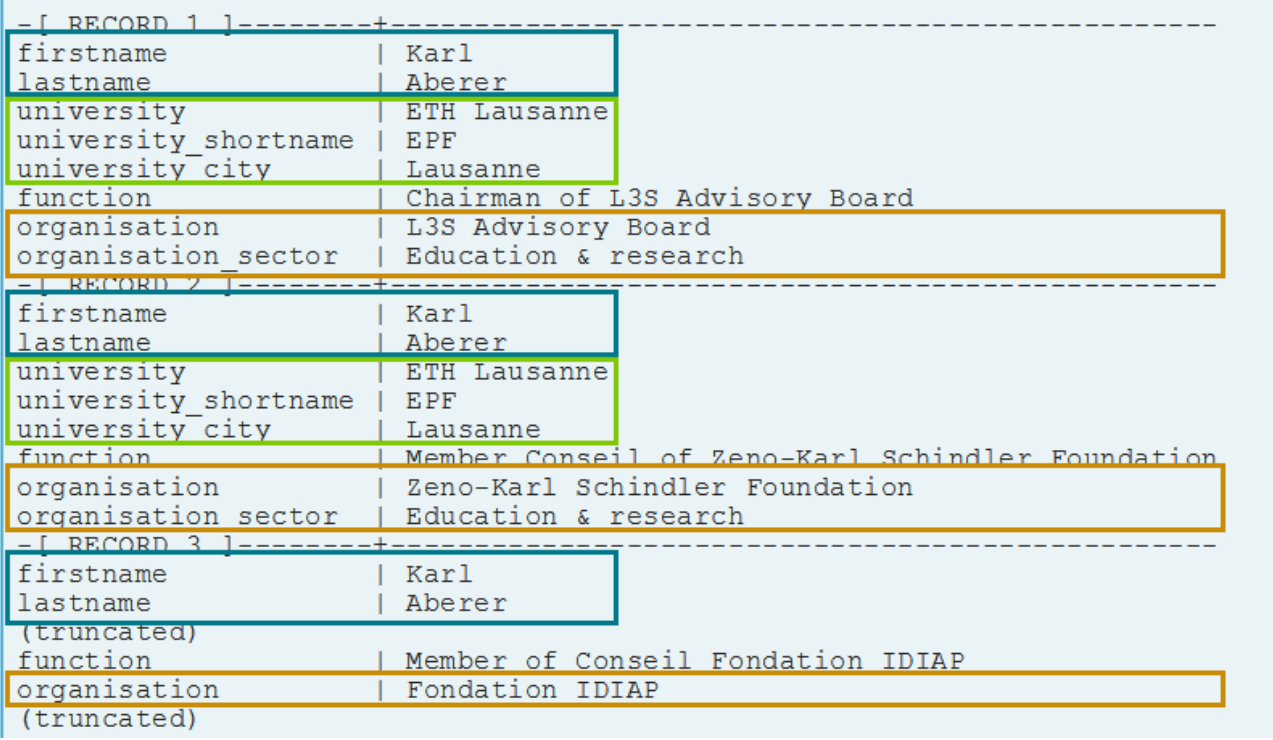 -[ RECORD 1 ]--------+-------------------------------------------------
firstname | Karl
lastname | Aberer
university | ETH Lausanne
university_shortname | EPF
university_city | Lausanne
function | Chairman of L3S Advisory Board
organisation | L3S Advisory Board
organisation_sector | Education & research
-[ RECORD 2 ]--------+-------------------------------------------------
firstname | Karl
lastname | Aberer
university | ETH Lausanne
university_shortname | EPF
university_city | Lausanne
function | Member Conseil of Zeno-Karl Schindler Foundation
organisation | Zeno-Karl Schindler Foundation
organisation_sector | Education & research
-[ RECORD 3 ]--------+-------------------------------------------------
firstname | Karl
lastname | Aberer
(truncated)
function | Member of Conseil Fondation IDIAP
organisation | Fondation IDIAP
(truncated)